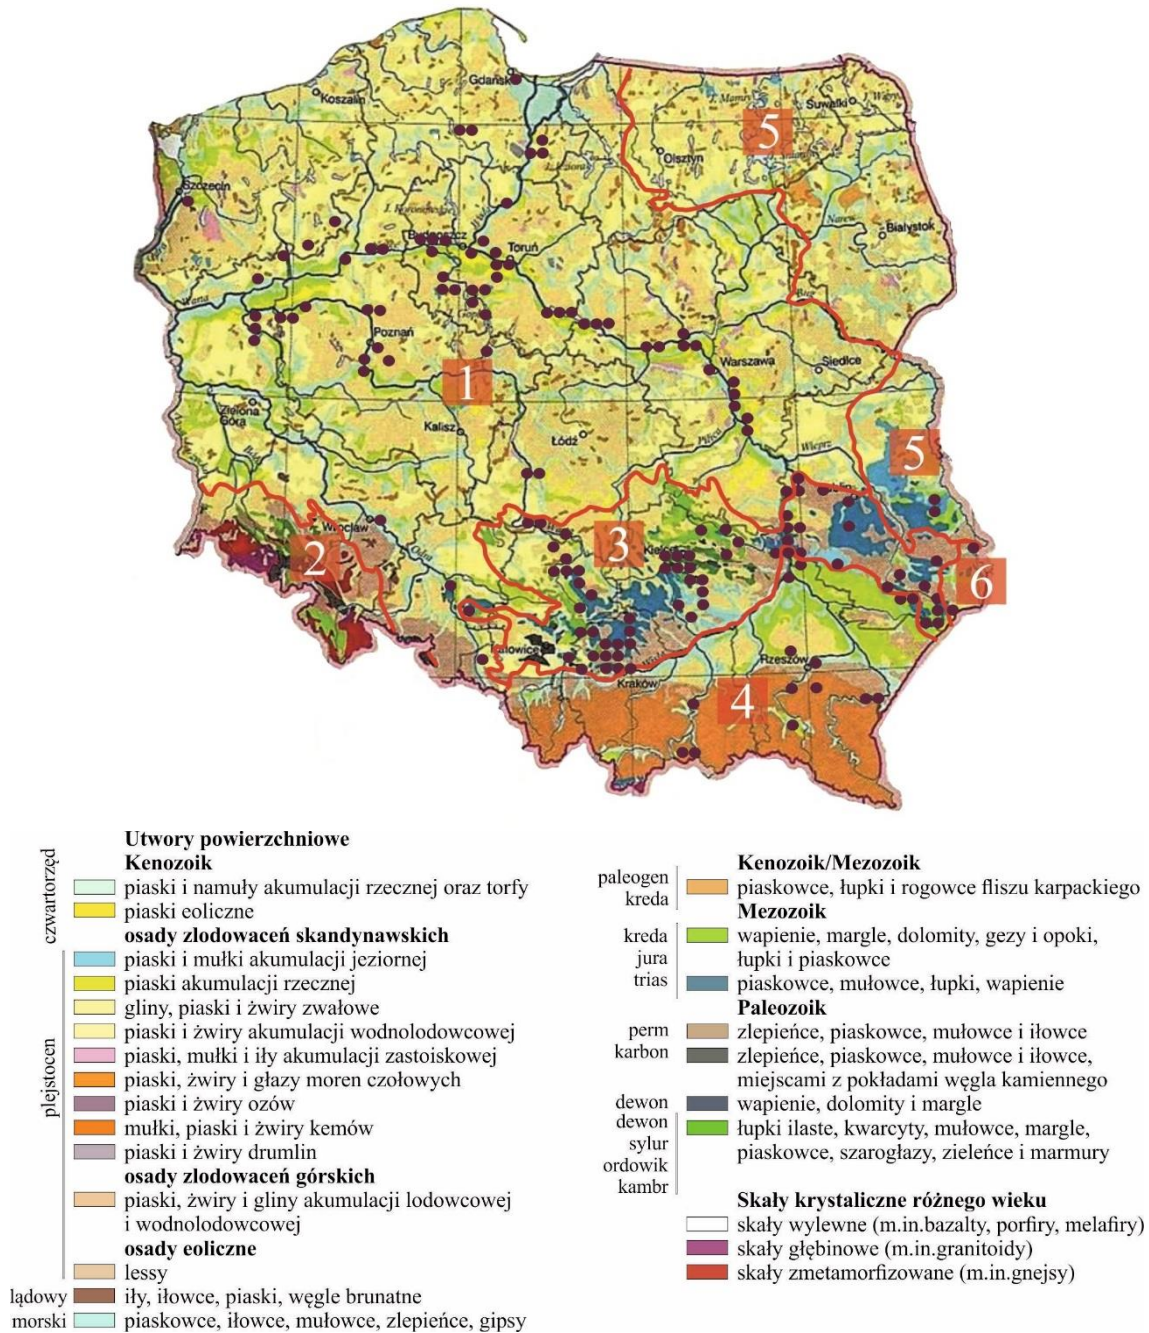 Gdańsk
Koszalin
Suwałki
5
Olsztyn
Szczecin
Białystok
Narew
Bydgoszcz
Toruń
Bug
Warta
Poznań
Warszawa
Siedlce
1
Zielona
Góra
Kalisz
Łódź
Pilica
Wieprz
5
Wrocław
2
3
Odra
6
Katowice
Kraków
Rzeszów
4
Utwory powierzchniowe
Kenozoik
czwartorzęd
piaski i namuły akumulacji rzecznej oraz torfy
piaski eoliczne
osady zlodowaceń skandynawskich
plejstocen
piaski i mułki akumulacji jeziornej
piaski akumulacji rzecznej
gliny, piaski i żwiry zwałowe
piaski i żwiry akumulacji wodnolodowcowej
piaski, mułki i iły akumulacji zastoiskowej
piaski, żwiry i głazy moren czołowych
piaski i żwiry ozów
mułki, piaski i żwiry kemów
piaski i żwiry drumlin
osady zlodowaceń górskich
piaski, żwiry i gliny akumulacji lodowcowej
i wodnolodowcowej
osady eoliczne
lessy
lądowy iły, iłowce, piaski, węgle brunatne
morski piaskowce, iłowce, mułowce, zlepieńce, gipsy
Kenozoik/Mezozoik
paleogen
kreda
piaskowce, łupki i rogowce fliszu karpackiego
Mezozoik
kreda
jura
trias
wapienie, margle, dolomity, gezy i opoki,
łupki i piaskowce
piaskowce, mułowce, łupki, wapienie
Paleozoik
perm zlepieńce, piaskowce, mułowce i iłowce
karbon zlepieńce, piaskowce, mułowce i iłowce,
miejscami z pokładami węgla kamiennego
dewon wapienie, dolomity i margle
dewon łupki ilaste, kwarcyty, mułowce, margle,
sylur piaskowce, szarogłazy, zieleńce i marmury
ordowik
kambr
Skały krystaliczne różnego wieku
skały wylewne (m.in.bazalty, porfiry, melafiry)
skały głębinowe (m.in.granitoidy)
skały zmetamorfizowane (m.in.gnejsy)